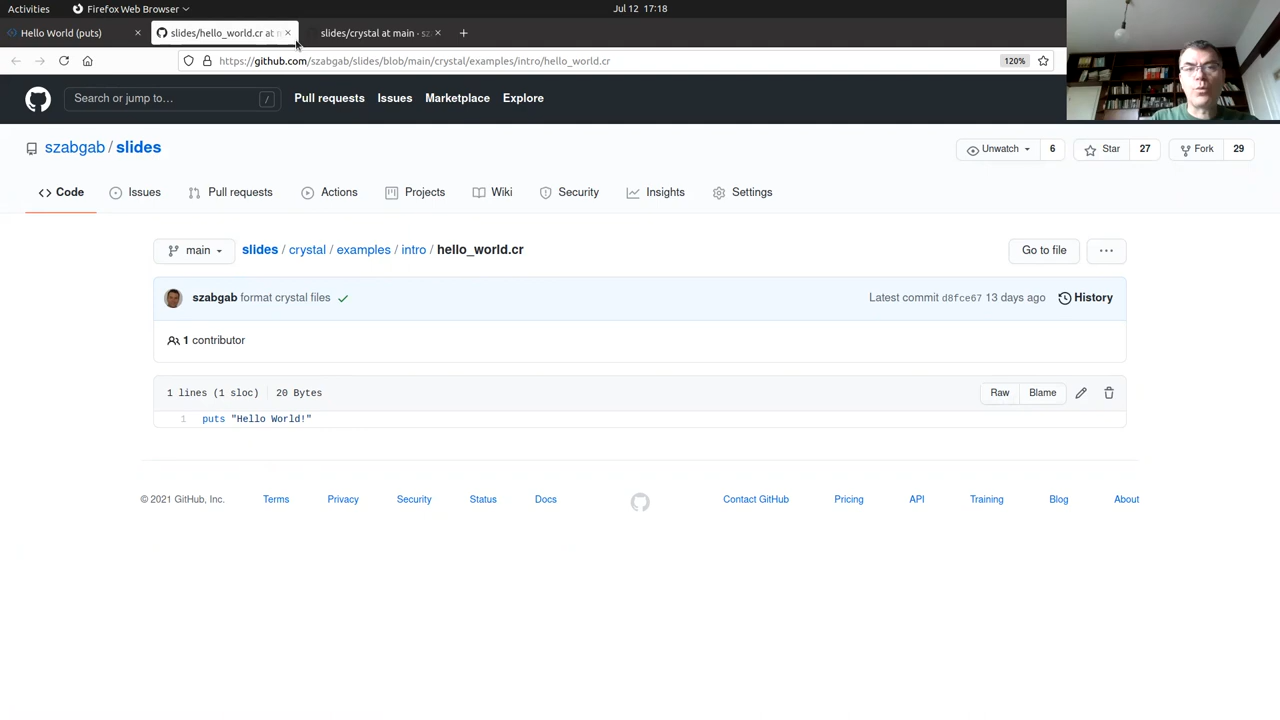 Activities Firefox Web Browser Jul 12 17:18
Hello World (puts) slides/hello_world.cr at m slides/crystal at main · sz
https://github.com/szabgab/slides/blob/main/crystal/examples/intro/hello_world.cr 120%
Search or jump to… / Pull requests Issues Marketplace Explore
szabgab / slides Unwatch 6 Star 27 Fork 29
Code Issues Pull requests Actions Projects Wiki Security Insights Settings
main slides / crystal / examples / intro / hello_world.cr Go to file ...
szabgab format crystal files Latest commit d8fce67 13 days ago History
1 contributor
1 lines (1 sloc) 20 Bytes Raw Blame
1 puts "Hello World!"
© 2021 GitHub, Inc. Terms Privacy Security Status Docs Contact GitHub Pricing API Training Blog About